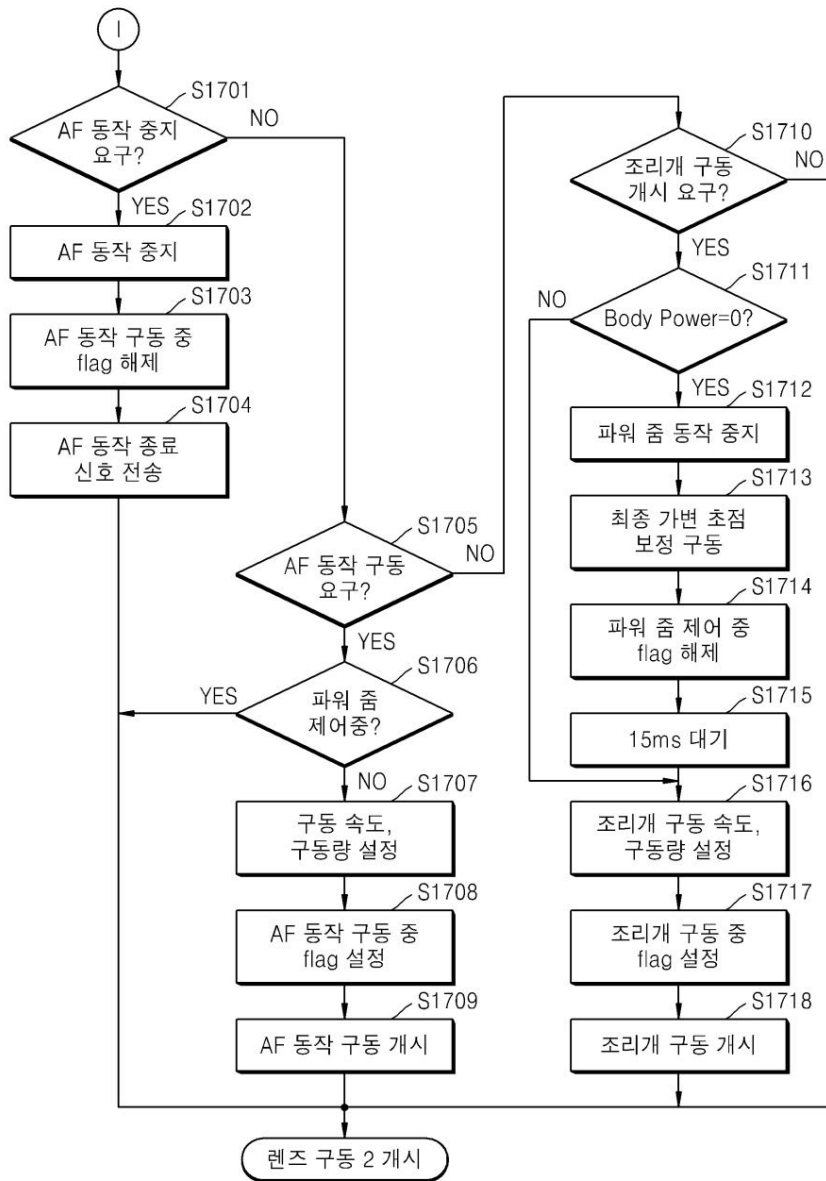 I
S1701
AF 동작 중지
요구?
NO
YES
S1702
AF 동작 중지
S1703
AF 동작 구동 중
flag 해제
S1704
AF 동작 종료
신호 전송
S1705
AF 동작 구동
요구?
NO
YES
S1706
파워 줌
제어중?
YES
NO
S1707
구동 속도,
구동량 설정
S1708
AF 동작 구동 중
flag 설정
S1709
AF 동작 구동 개시
S1710
조리개 구동
개시 요구?
NO
YES
S1711
Body Power=0?
NO
YES
S1712
파워 줌 동작 중지
S1713
최종 가변 초점
보정 구동
S1714
파워 줌 제어 중
flag 해제
S1715
15ms 대기
S1716
조리개 구동 속도,
구동량 설정
S1717
조리개 구동 중
flag 설정
S1718
조리개 구동 개시
렌즈 구동 2 개시